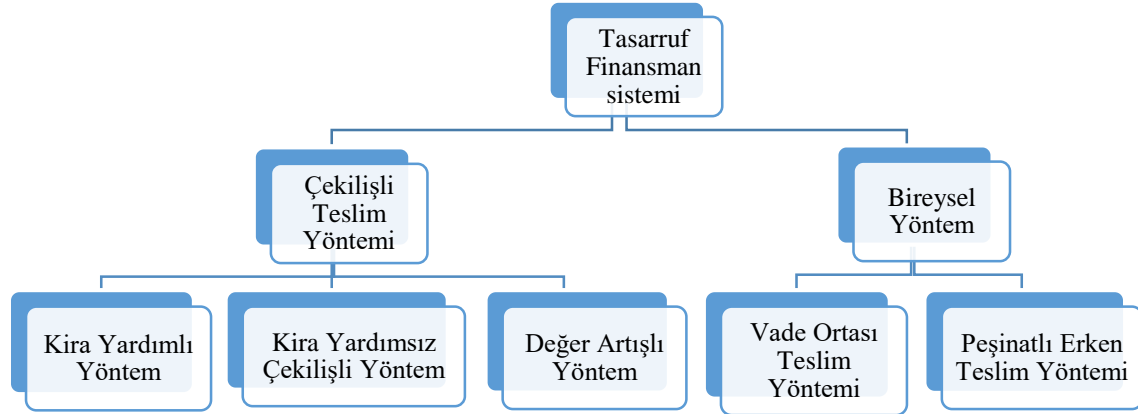 Tasarruf
Finansman
sistemi
Çekilişli
Teslim
Yöntemi
Bireysel
Yöntem
Kira Yardımlı
Yöntem
Kira Yardımsız
Çekilişli Yöntem
Değer Artışlı
Yöntem
Vade Ortası
Teslim
Yöntemi
Peşinatlı Erken
Teslim Yöntemi